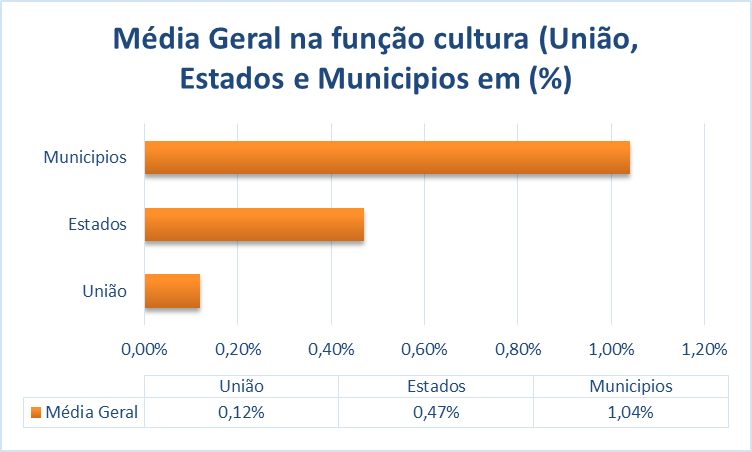 Média Geral na função cultura (União,
Estados e Municipios em (%)
Municipios
Estados
União
0,00% 0,20% 0,40% 0,60% 0,80% 1,00% 1,20%
União Estados Municipios
Média Geral 0,12% 0,47% 1,04%